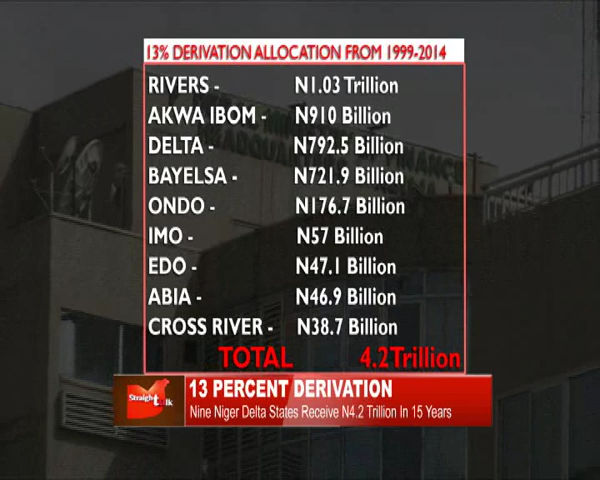 13% DERIVATION ALLOCATION FROM 1999-2014
RIVERS - N1.03 Trillion
AKWA IBOM - N910 Billion
DELTA - N792.5 Billion
BAYELSA - N721.9 Billion
ONDO - N176.7 Billion
IMO - N57 Billion
EDO - N47.1 Billion
ABIA - N46.9 Billion
CROSS RIVER - N38.7 Billion
TOTAL 4.2Trillion
Straight talk
13 PERCENT DERIVATION
Nine Niger Delta States Receive N4.2 Trillion In 15 Years